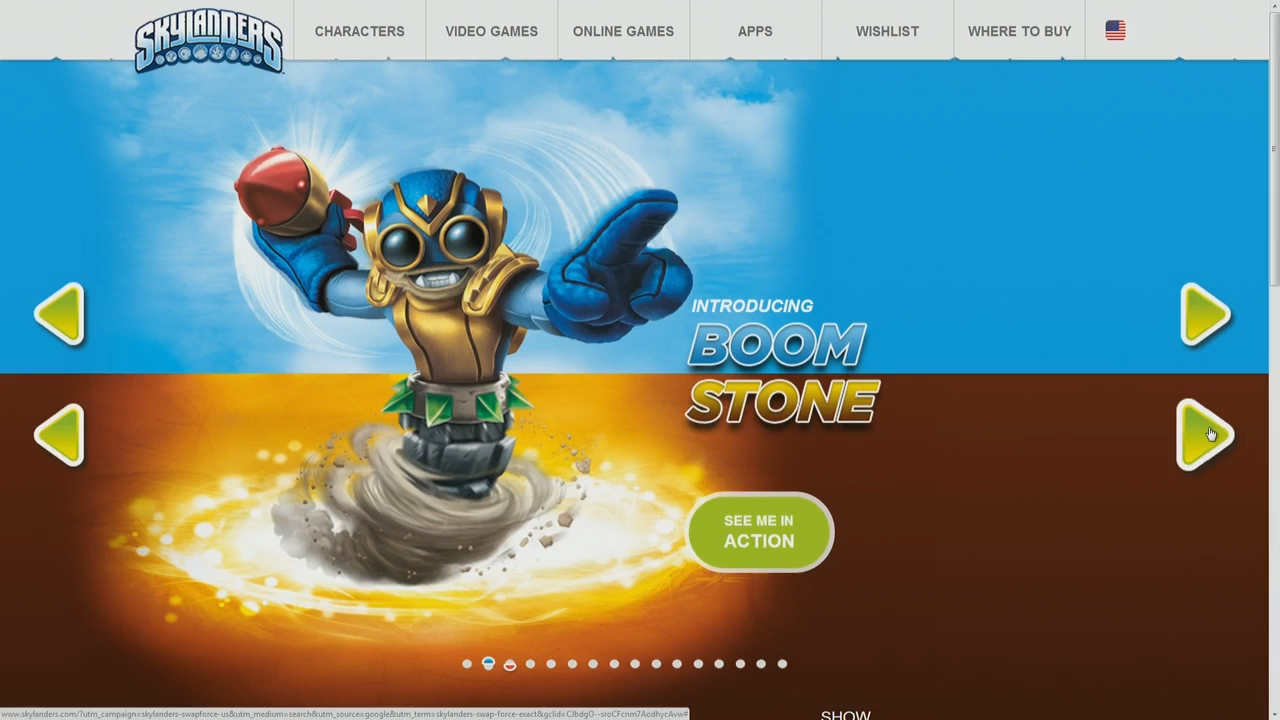 SKYLANDERS
CHARACTERS
VIDEO GAMES
ONLINE GAMES
APPS
WISHLIST
WHERE TO BUY
INTRODUCING
BOOM
STONE
SEE ME IN
ACTION
SHOW